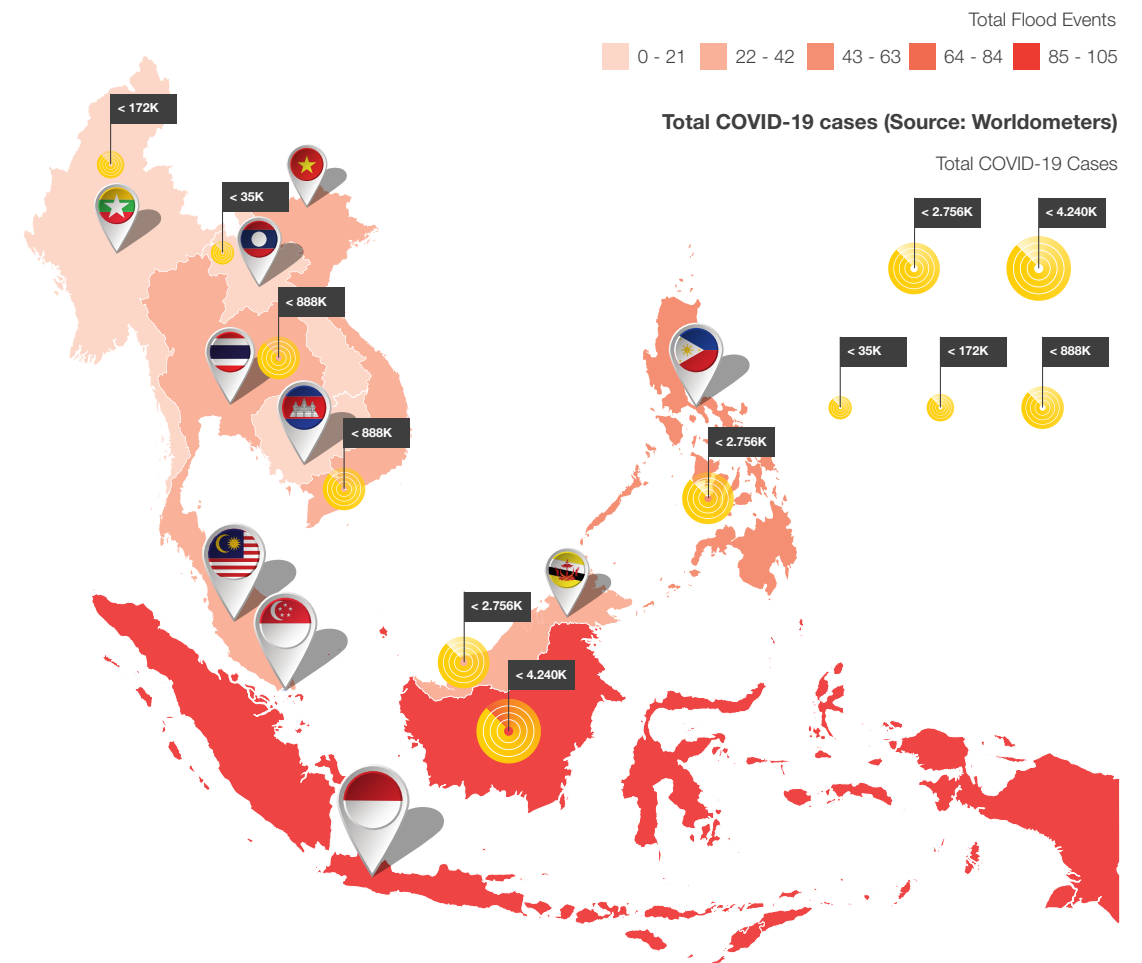 Total Flood Events
0 - 21 22 - 42 43 - 63 64 - 84 85 - 105
Total COVID-19 cases (Source: Worldometers)
Total COVID-19 Cases
< 2.756K < 4.240K
< 35K < 172K < 888K
< 172K
< 35K
< 888K
< 888K
< 2.756K
< 2.756K
< 4.240K